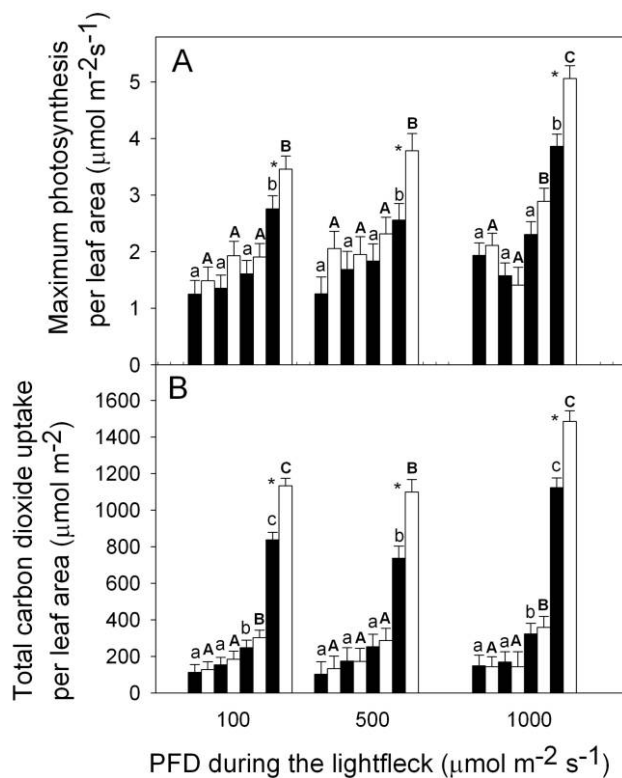 A
Maximum photosynthesis
per leaf area (μmol m-2s-1)
5
4
3
2
1
0
a A a A a A b * B
a A a A a A b * B
a A a A a B b * C
B
Total carbon dioxide uptake
per leaf area (μmol m-2)
1600
1400
1200
1000
800
600
400
200
0
a A a A b B c * C
a A a A a A b * B
a A a A b B c * C
100 500 1000
PFD during the lightfleck (μmol m-2 s-1)